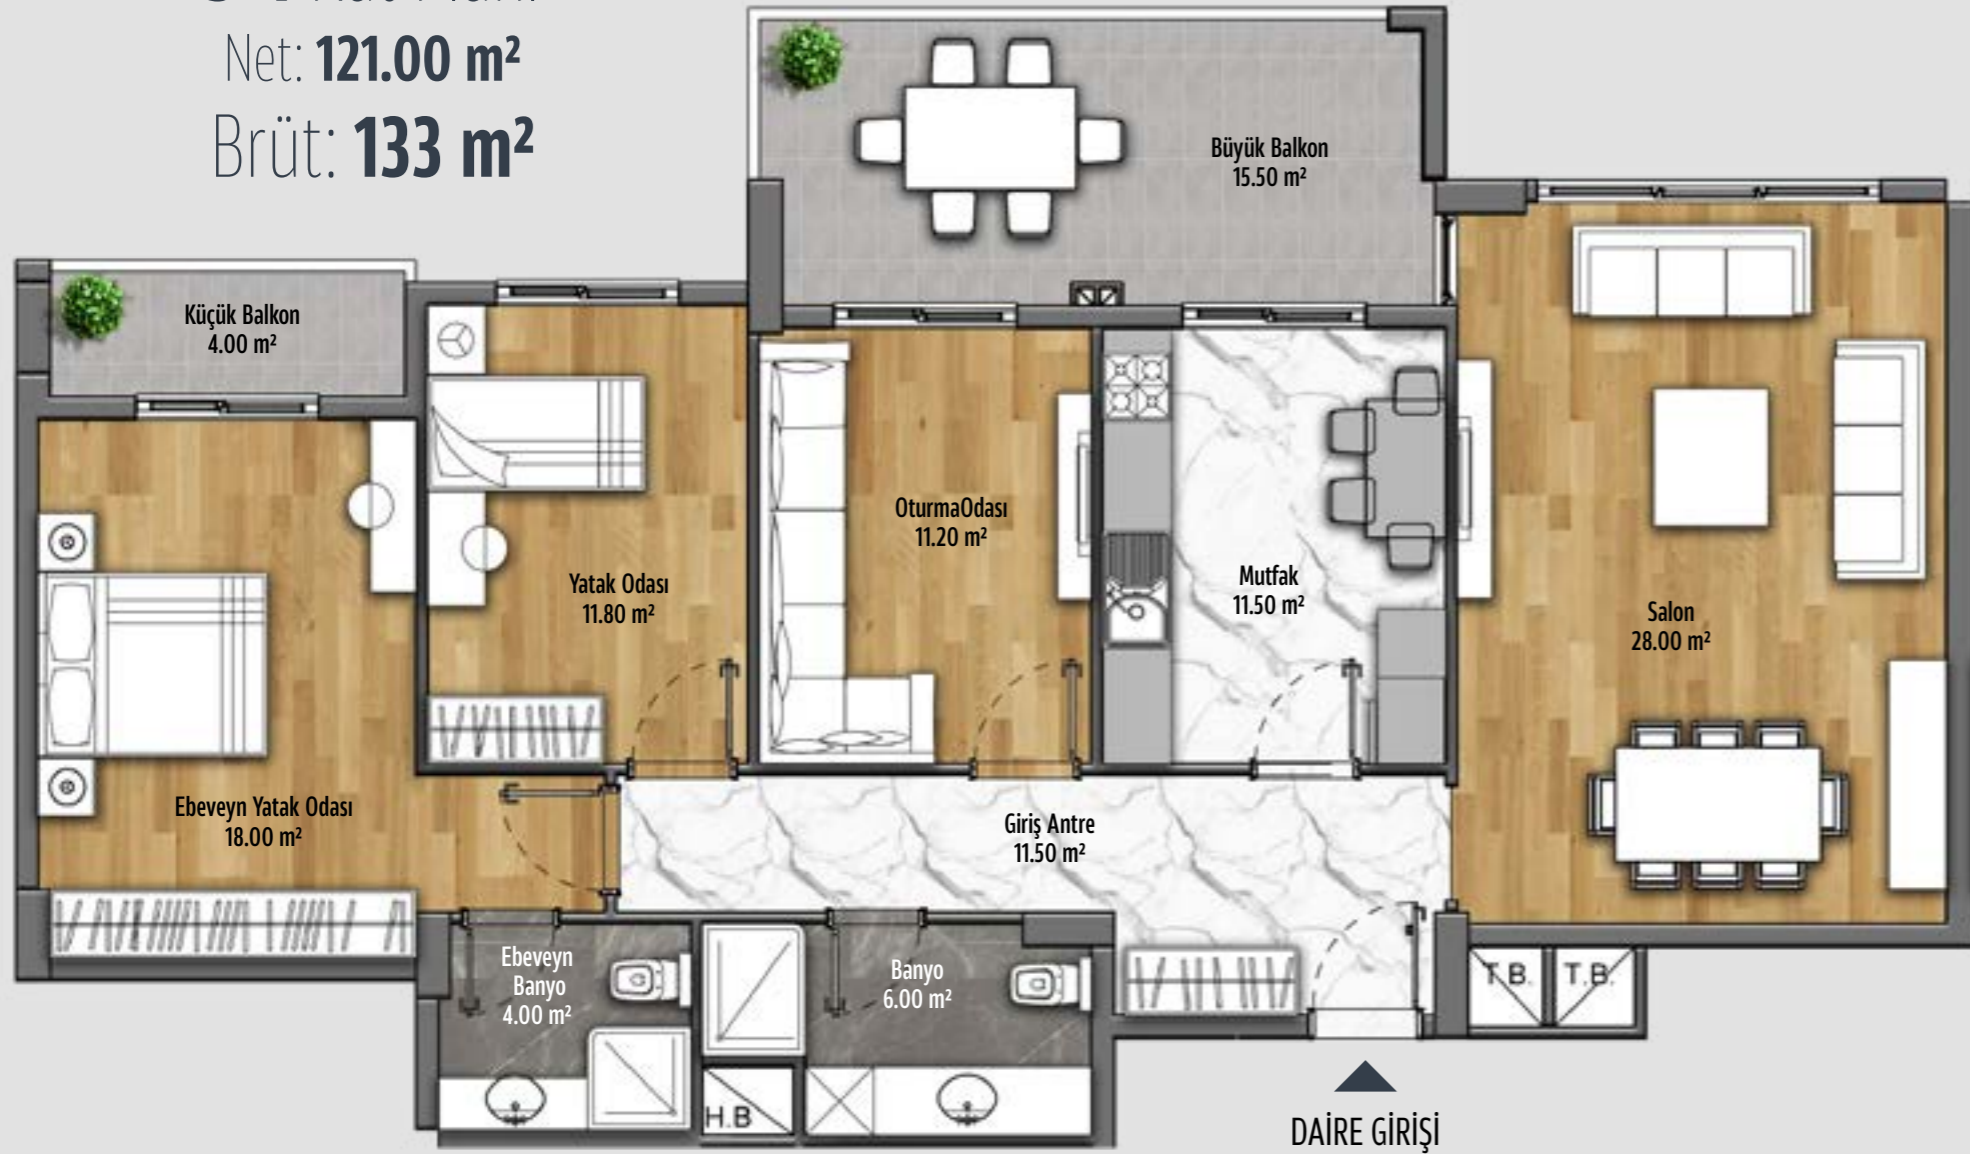 Net: 121.00 m²
Brüt: 133 m²
Büyük Balkon
15.50 m²
Küçük Balkon
4.00 m²
Yatak Odası
11.80 m²
OturmaOdası
11.20 m²
Mutfak
11.50 m²
Salon
28.00 m²
Ebeveyn Yatak Odası
18.00 m²
Giriş Antre
11.50 m²
Ebeveyn
Banyo
4.00 m²
Banyo
6.00 m²
T.B. T.B.
H.B
DAİRE GİRİŞİ